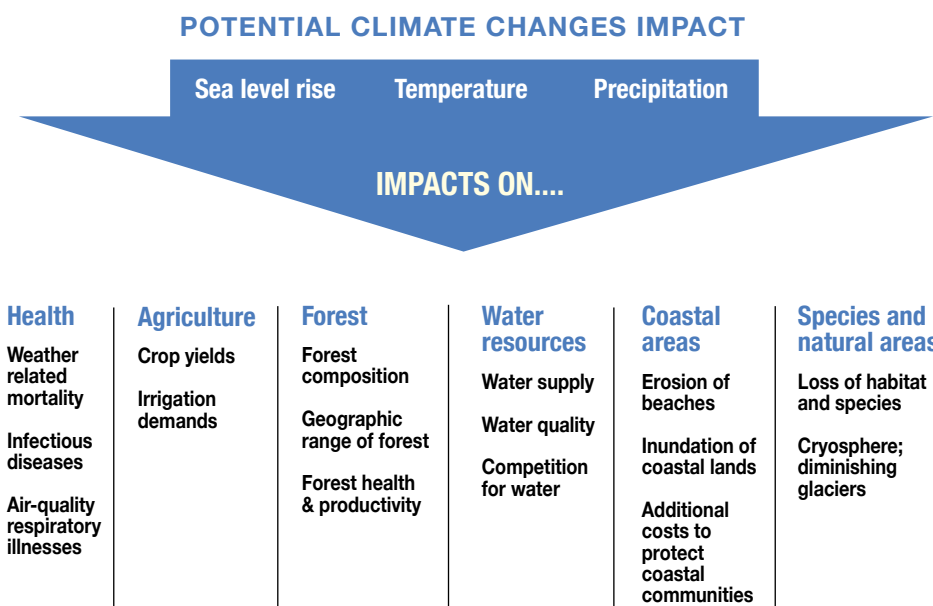 POTENTIAL CLIMATE CHANGES IMPACT
Sea level rise Temperature Precipitation
IMPACTS ON....
Health
Weather
related
mortality
Infectious
diseases
Air-quality
respiratory
illnesses
Agriculture
Crop yields
Irrigation
demands
Forest
Forest
composition
Geographic
range of forest
Forest health
& productivity
Water
resources
Water supply
Water quality
Competition
for water
Coastal
areas
Erosion of
beaches
Inundation of
coastal lands
Additional
costs to
protect
coastal
communities
Species and
natural areas
Loss of habitat
and species
Cryosphere;
diminishing
glaciers